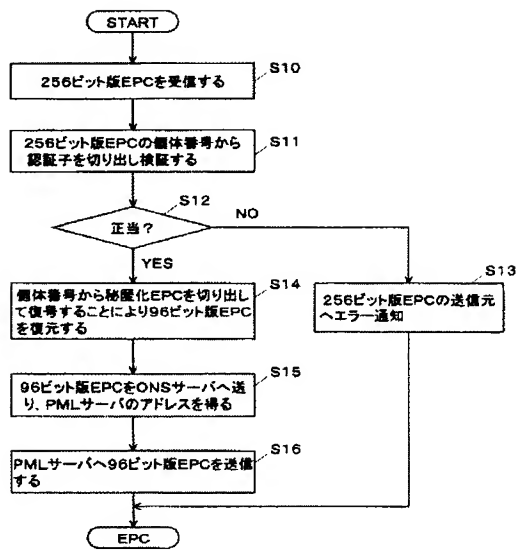 START
S10
256ビット版EPCを受信する
S11
256ビット版EPCの個体番号から
認証子を切り出し検証する
S12
正当?
NO
YES
S13
256ビット版EPCの送信元
へエラー通知
S14
個体番号から秘匿化EPCを切り出し
て復号することにより96ビット版EPC
を復元する
S15
96ビット版EPCをONSサーバへ送
り、PMLサーバのアドレスを得る
S16
PMLサーバへ96ビット版EPCを送信
する
EPC